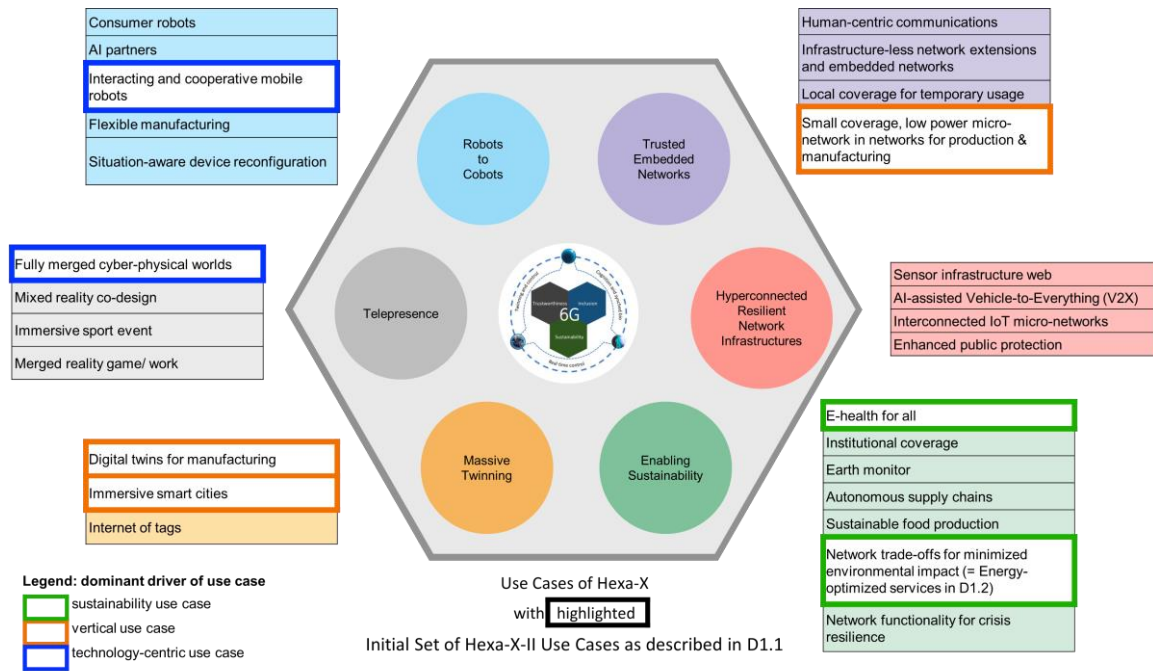 Consumer robots
AI partners
Interacting and cooperative mobile
robots
Flexible manufacturing
Situation-aware device reconfiguration
Human-centric communications
Infrastructure-less network extensions
and embedded networks
Local coverage for temporary usage
Small coverage, low power micro-
network in networks for production &
manufacturing
Robots
to
Cobots
Trusted
Embedded
Networks
Fully merged cyber-physical worlds
Mixed reality co-design
Immersive sport event
Merged reality game/ work
Telepresence
Trustworthiness
Inclusion
6G
Sustainability
Real-time control
Hyperconnected
Resilient
Network
Infrastructures
Sensor infrastructure web
AI-assisted Vehicle-to-Everything (V2X)
Interconnected IoT micro-networks
Enhanced public protection
Digital twins for manufacturing
Immersive smart cities
Internet of tags
Massive
Twinning
Enabling
Sustainability
E-health for all
Institutional coverage
Earth monitor
Autonomous supply chains
Sustainable food production
Network trade-offs for minimized
environmental impact (= Energy-
optimized services in D1.2)
Network functionality for crisis
resilience
Legend: dominant driver of use case
sustainability use case
vertical use case
technology-centric use case
Use Cases of Hexa-X
with highlighted
Initial Set of Hexa-X-II Use Cases as described in D1.1